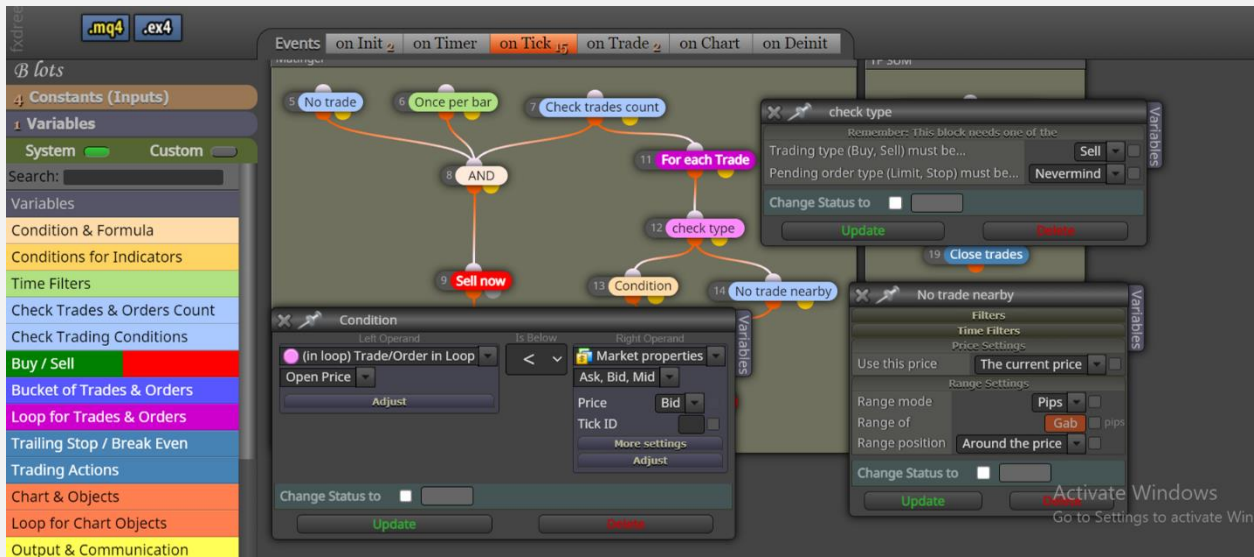 fxdree
.mq4 .ex4
Events on Init 2 on Timer on Tick 15 on Trade 2 on Chart on Deinit
B lots
4 Constants (Inputs)
1 Variables
System Custom
Search:
Variables
Condition & Formula
Conditions for Indicators
Time Filters
Check Trades & Orders Count
Check Trading Conditions
Buy / Sell
Bucket of Trades & Orders
Loop for Trades & Orders
Trailing Stop / Break Even
Trading Actions
Chart & Objects
Loop for Chart Objects
Output & Communication
5 No trade
6 Once per bar
7 Check trades count
8 AND
11 For each Trade
12 check type
9 Sell now
13 Condition
14 No trade nearby
19 Close trades
check type
Variables
Remember: This block needs one of the
Trading type (Buy, Sell) must be... Sell
Pending order type (Limit, Stop) must be... Nevermind
Change Status to
Update Delete
Condition
Variables
Left Operand Is Below Right Operand
(in loop) Trade/Order in Loop < Market properties
Open Price Ask, Bid, Mid
Adjust Price Bid
Tick ID
More settings
Adjust
Change Status to
Update Delete
No trade nearby
Variables
Filters
Time Filters
Price Settings
Use this price The current price
Range Settings
Range mode Pips
Range of Gab pips
Range position Around the price
Change Status to
Update
Activate Windows
Go to Settings to activate Win